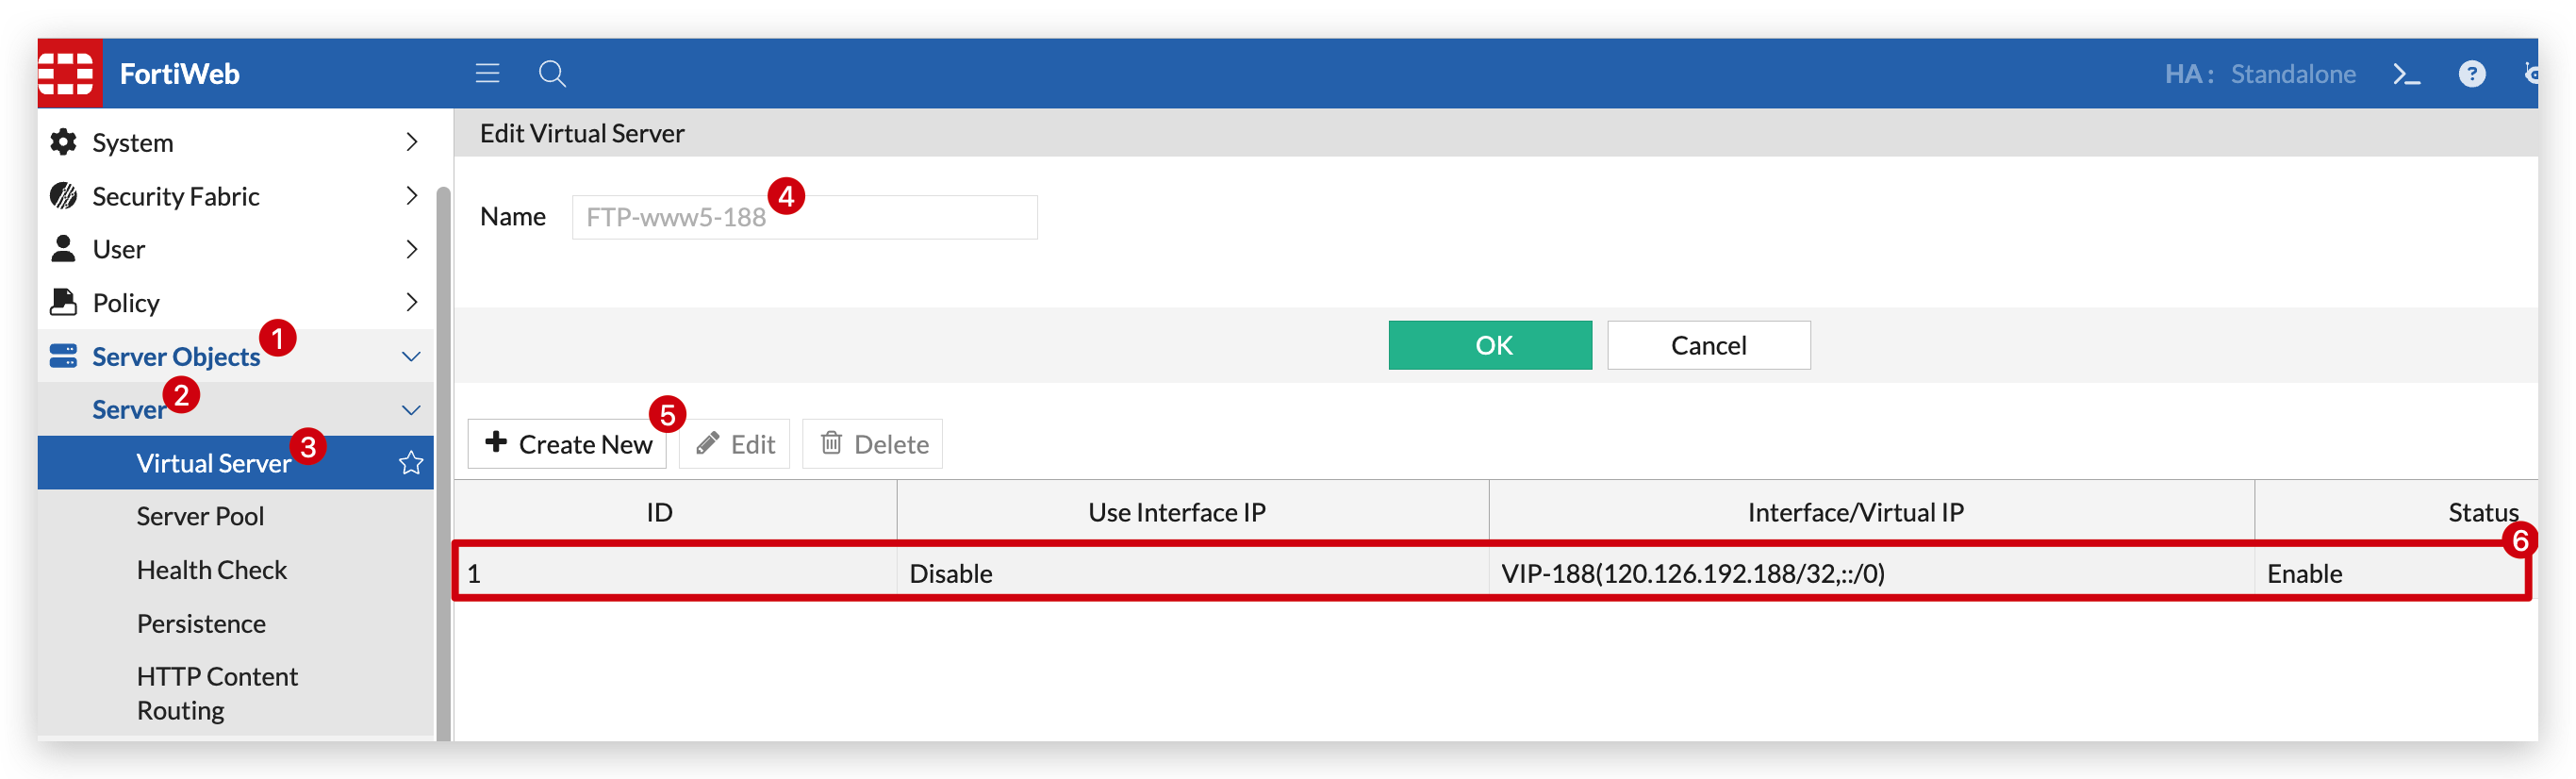 FortiWeb
HA: Standalone
System
Security Fabric
User
Policy
Server Objects 1
Server 2
Virtual Server 3
Server Pool
Health Check
Persistence
HTTP Content
Routing
Edit Virtual Server
Name FTP-www5-188 4
OK Cancel
Create New 5 Edit Delete
ID Use Interface IP Interface/Virtual IP Status
6
1 Disable VIP-188(120.126.192.188/32,::/0) Enable